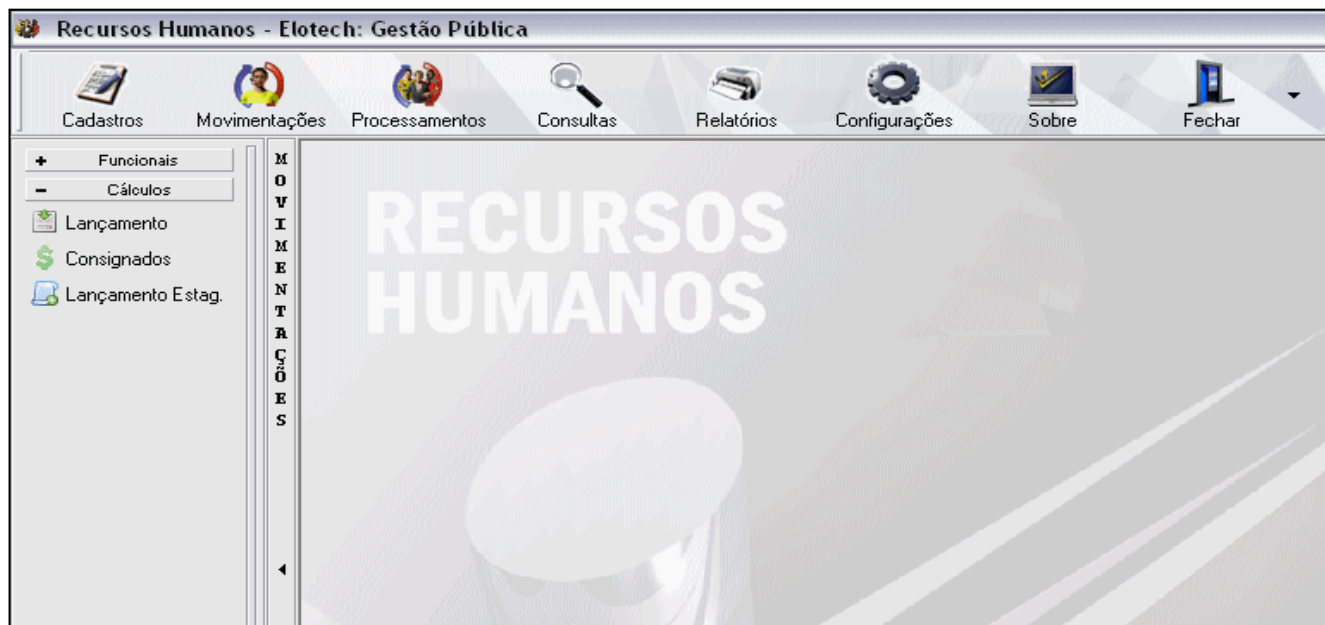 Recursos Humanos - Elotech: Gestão Pública
Cadastros Movimentações Processamentos Consultas Relatórios Configurações Sobre Fechar
+ Funcionais
- Cálculos
Lançamento
Consignados
Lançamento Estag.
MOVIMENTAÇÕES
RECURSOS
HUMANOS